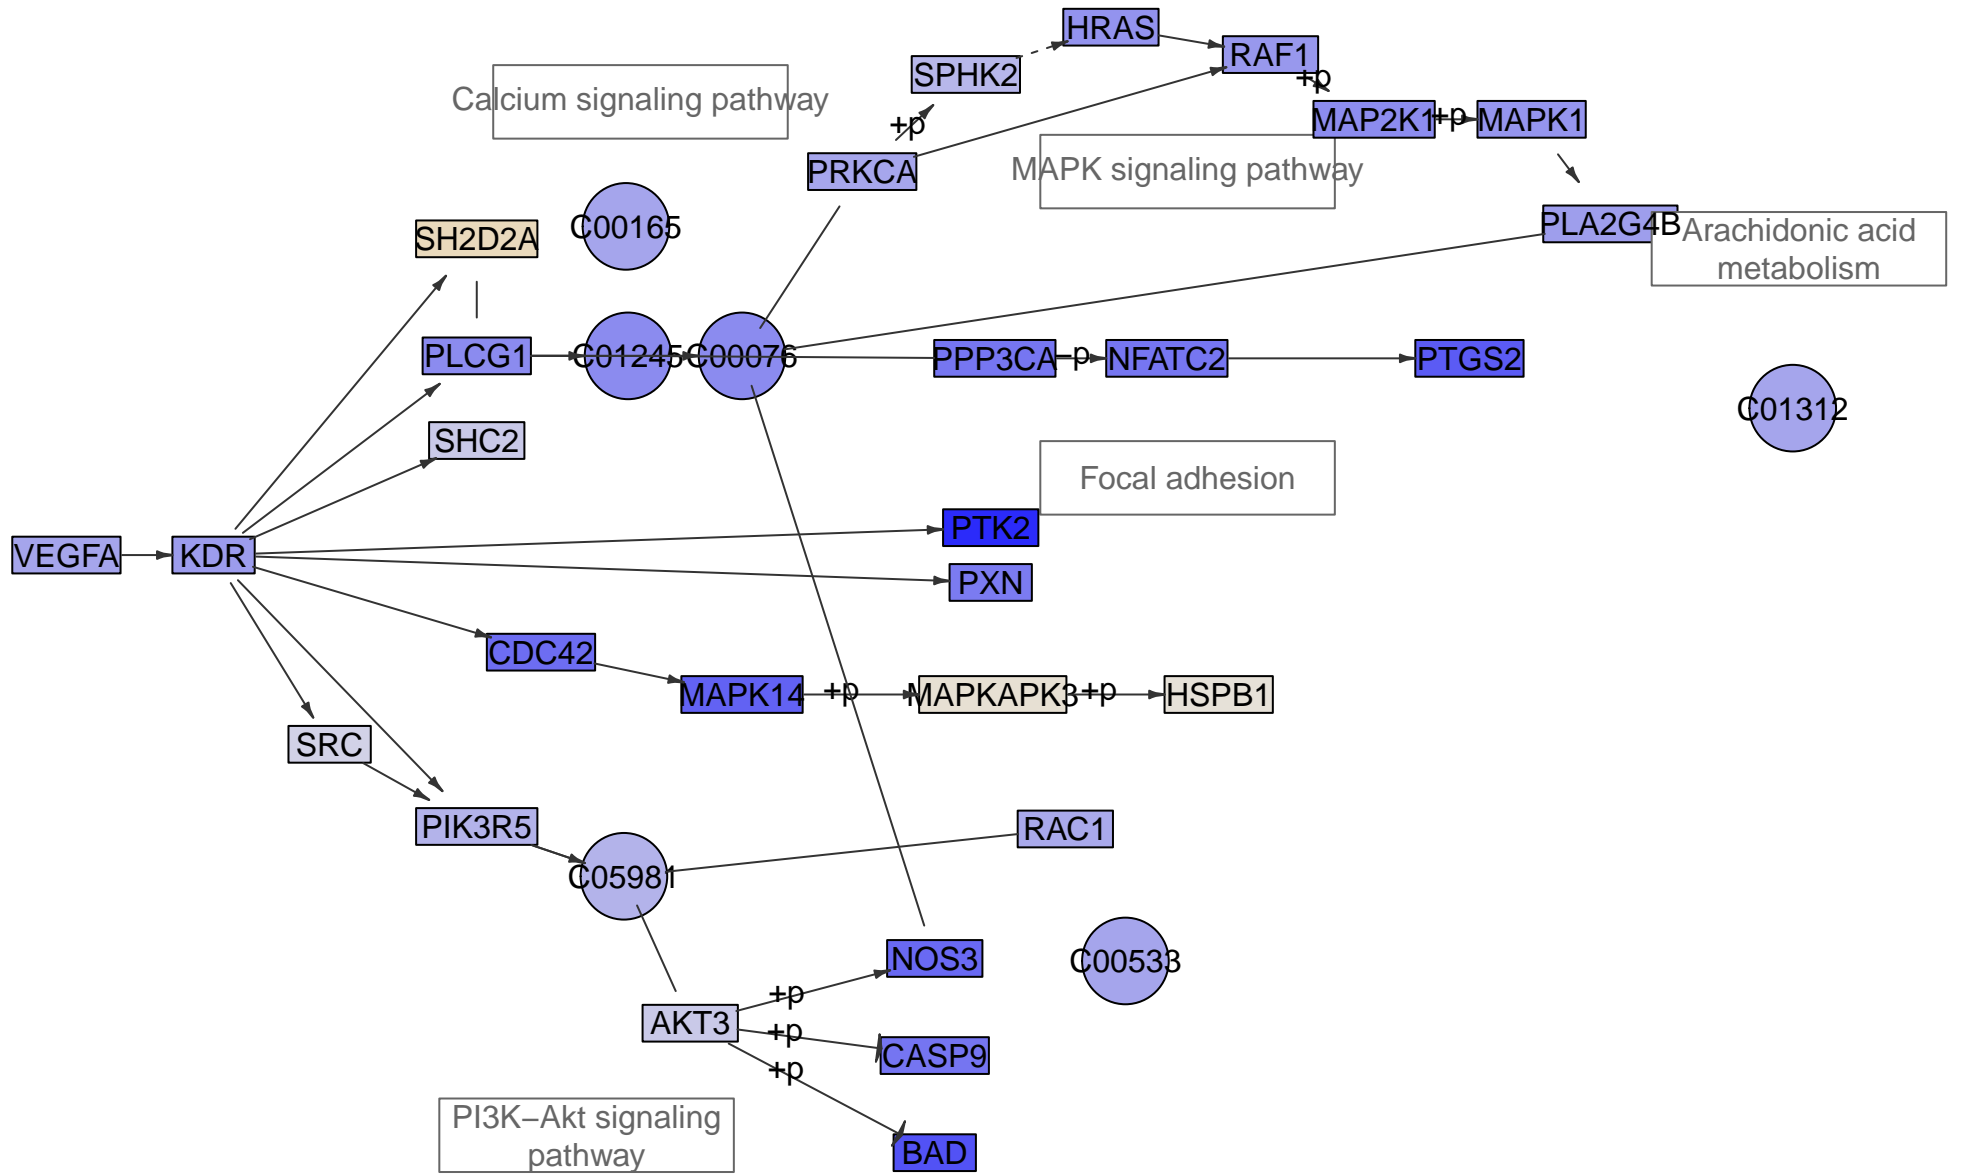 HRAS
RAF1
SPHK2
+p
Calcium signaling pathway
+p
MAP2K1
+p
MAPK1
PRKCA
MAPK signaling pathway
C00165
SH2D2A
PLA2G4B
Arachidonic acid
metabolism
PLCG1
C01245
C00076
PPP3CA
−p
NFATC2
PTGS2
C01312
SHC2
Focal adhesion
PTK2
VEGFA
KDR
PXN
CDC42
MAPK14
+p
MAPKAPK3
+p
HSPB1
SRC
PIK3R5
RAC1
C05981
NOS3
C00533
+p
AKT3
+p
CASP9
+p
PI3K−Akt signaling
pathway
BAD